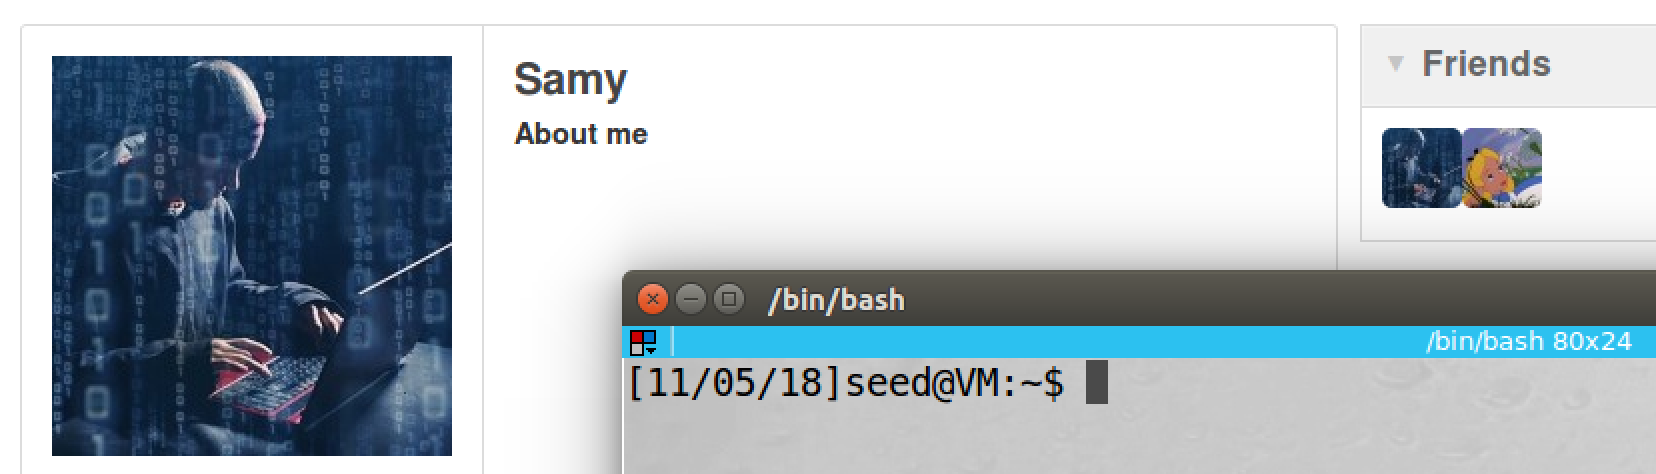 Samy
About me
Friends
/bin/bash
/bin/bash 80x24
[11/05/18]seed@VM:~$